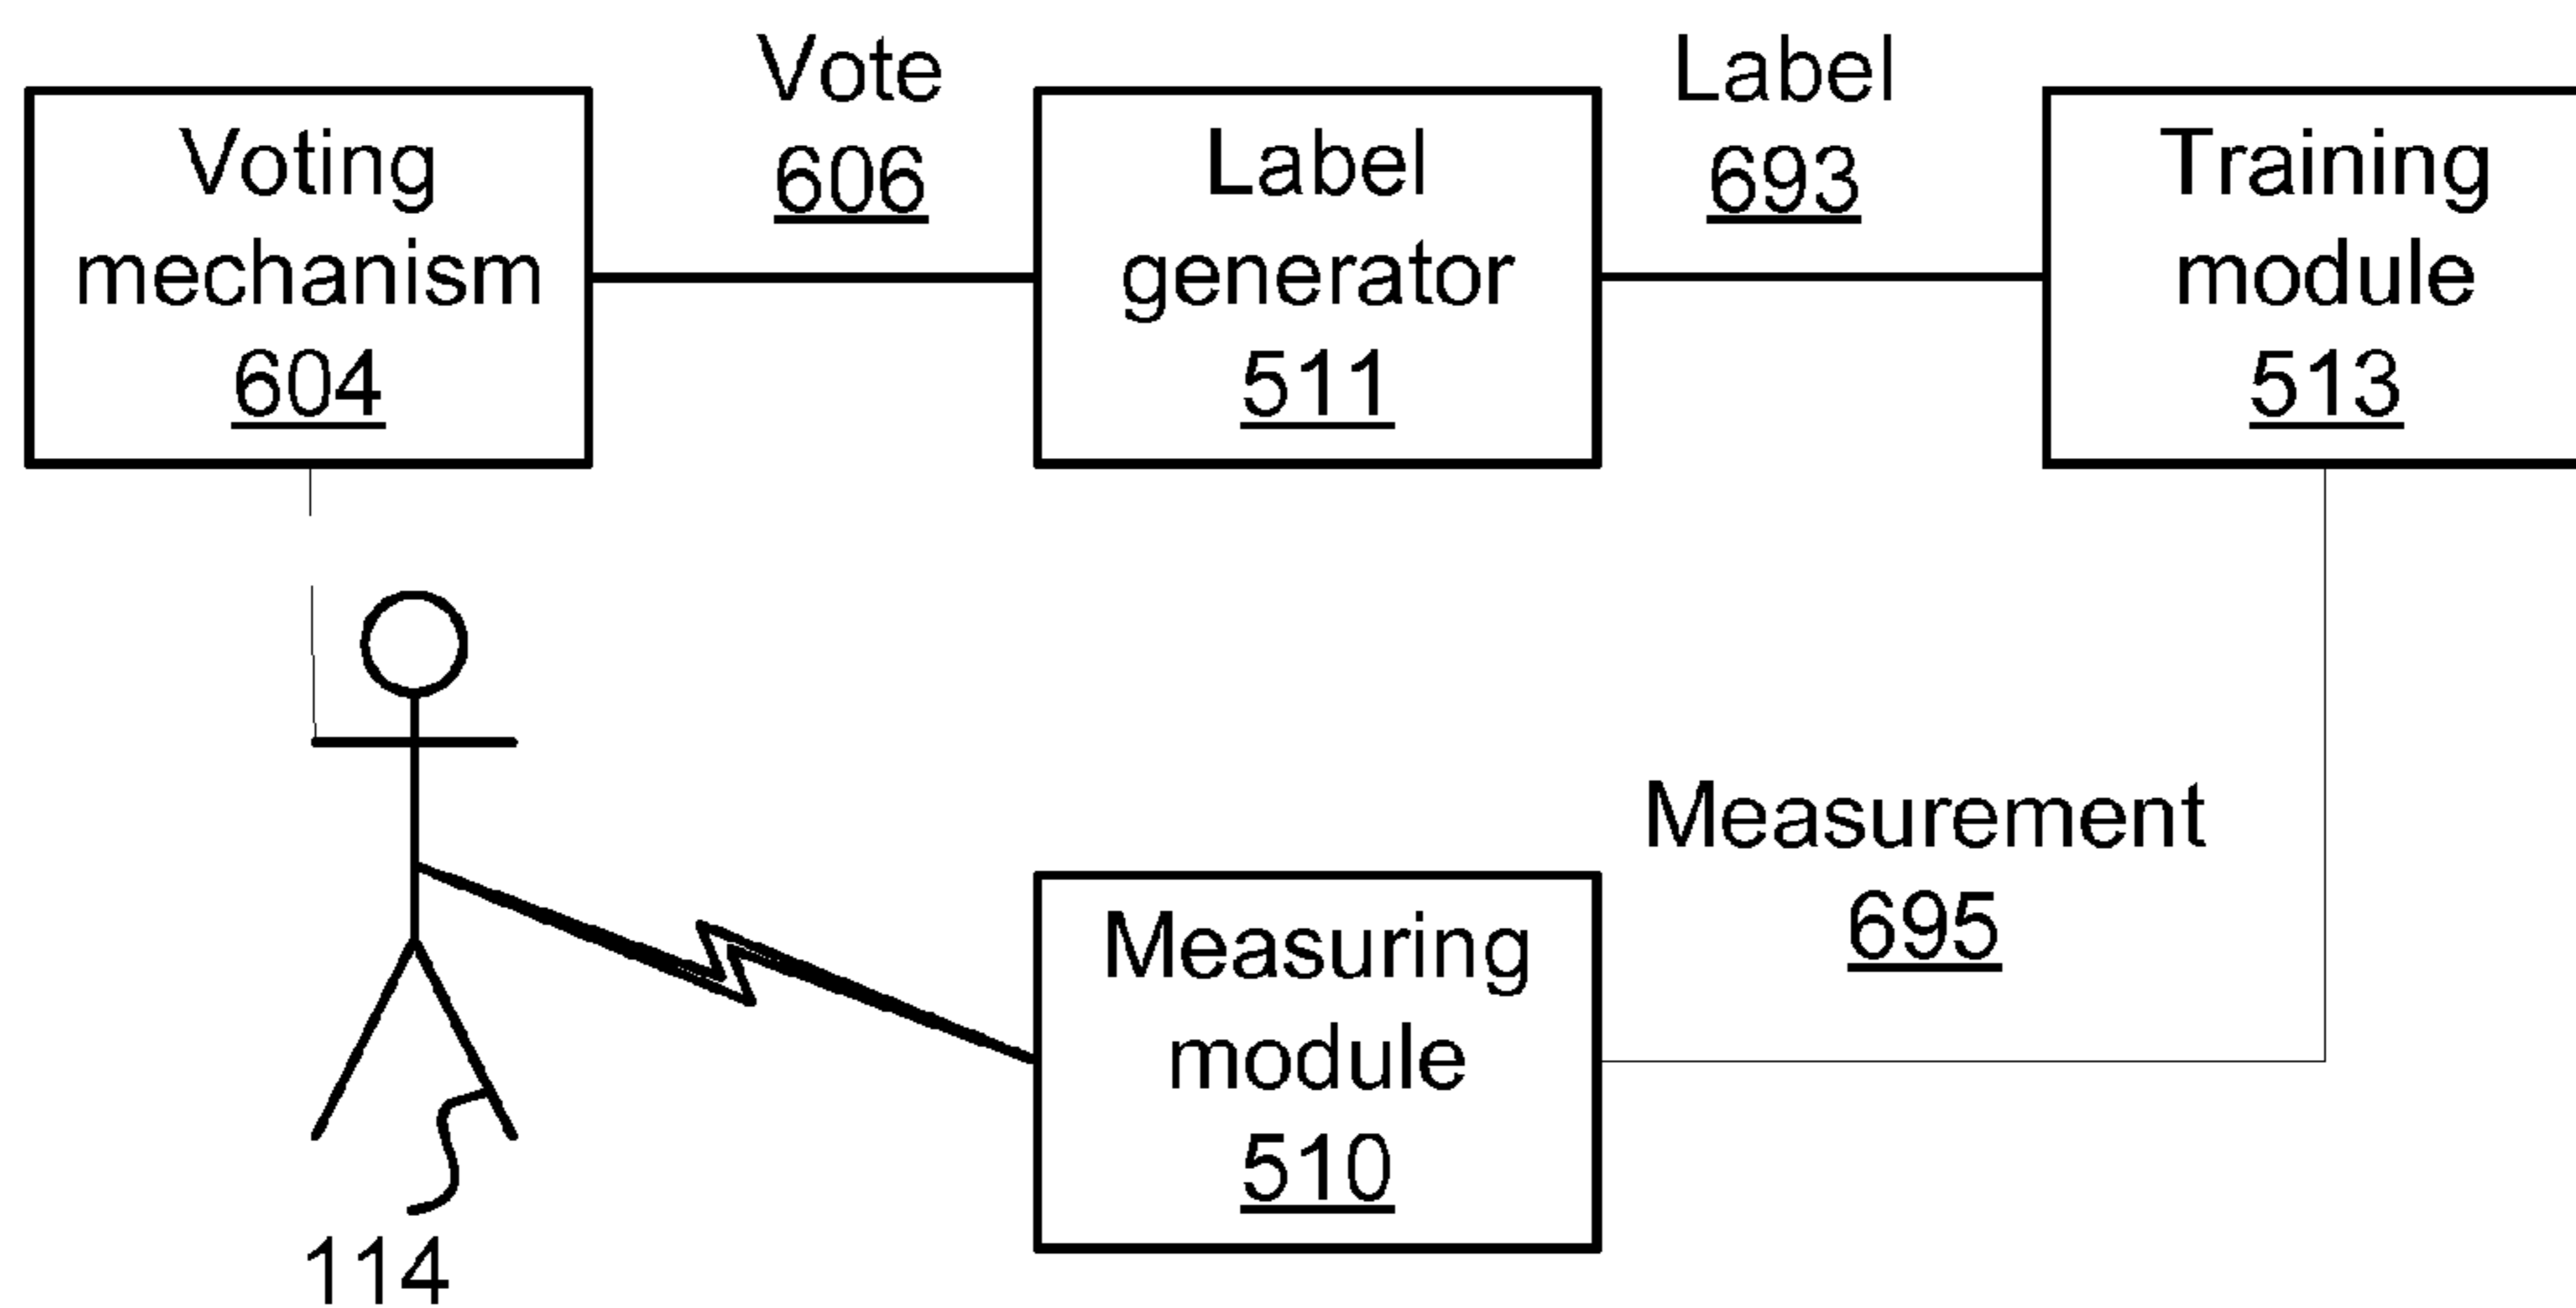 Voting
mechanism
604
Vote
606
Label
generator
511
Label
693
Training
module
513
Measurement
695
Measuring
module
510
114